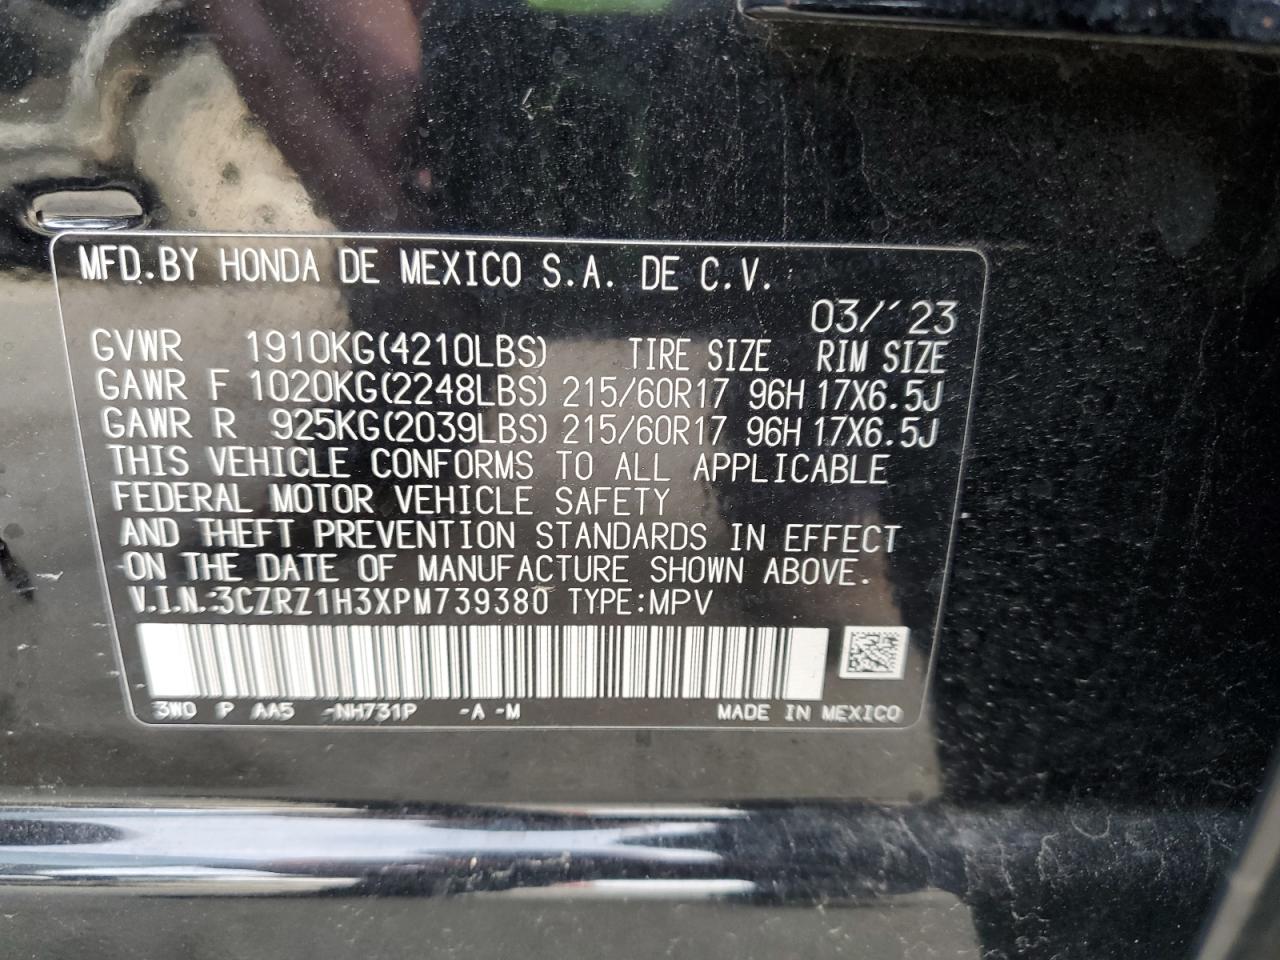 MFD.BY HONDA DE MEXICO S.A. DE C.V.
03/´23
GVWR 1910KG(4210LBS) TIRE SIZE RIM SIZE
GAWR F 1020KG(2248LBS) 215/60R17 96H 17X6.5J
GAWR R 925KG(2039LBS) 215/60R17 96H 17X6.5J
THIS VEHICLE CONFORMS TO ALL APPLICABLE
FEDERAL MOTOR VEHICLE SAFETY
AND THEFT PREVENTION STANDARDS IN EFFECT
ON THE DATE OF MANUFACTURE SHOWN ABOVE.
V.I.N.:3CZRZ1H3XPM739380 TYPE:MPV
3W0 P AA5 -NH731P -A -M MADE IN MEXICO